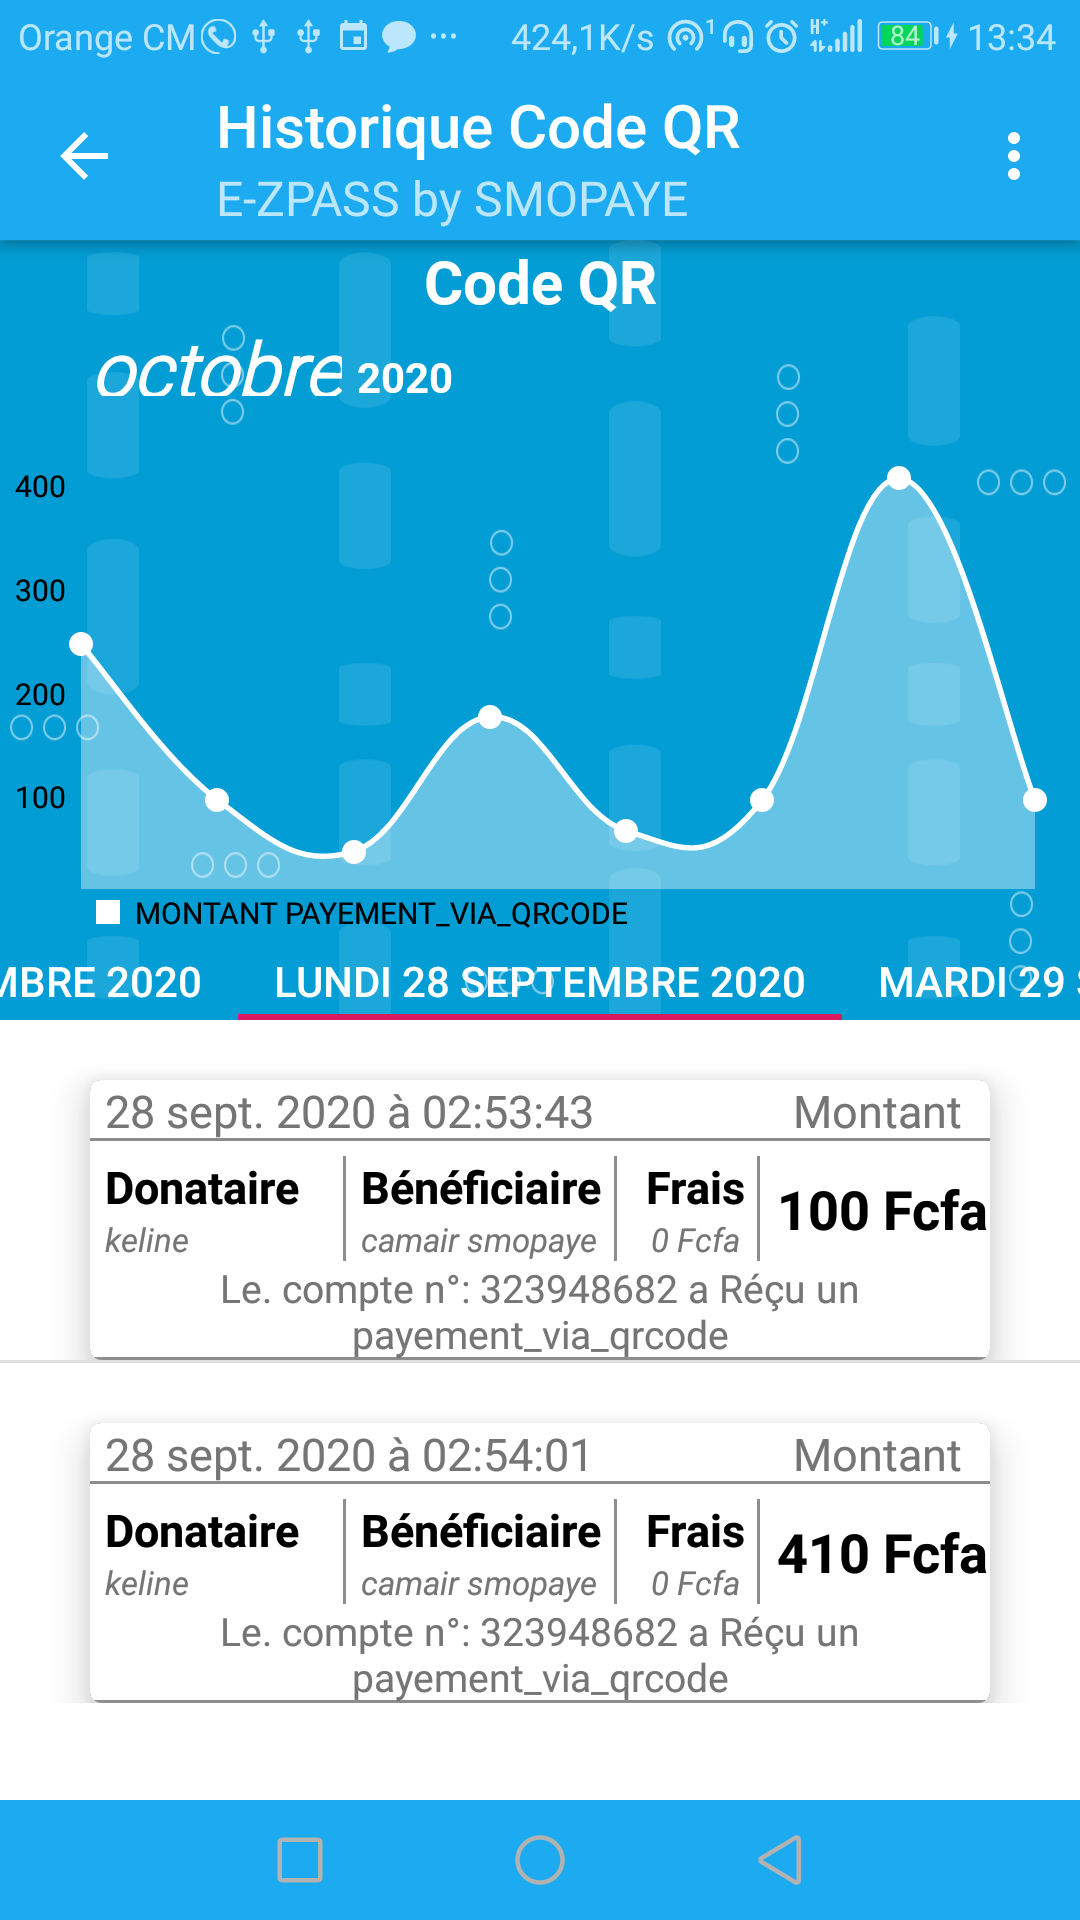 Orange CM 424,1K/s 1 H+ 84 13:34
Historique Code QR
E-ZPASS by SMOPAYE
Code QR
octobre 2020
400
300
200
100
MONTANT PAYEMENT_VIA_QRCODE
MBRE 2020 LUNDI 28 SEPTEMBRE 2020 MARDI 29 S
28 sept. 2020 à 02:53:43 Montant
Donataire Bénéficiaire Frais 100 Fcfa
keline camair smopaye 0 Fcfa
Le. compte n°: 323948682 a Réçu un
payement_via_qrcode
28 sept. 2020 à 02:54:01 Montant
Donataire Bénéficiaire Frais 410 Fcfa
keline camair smopaye 0 Fcfa
Le. compte n°: 323948682 a Réçu un
payement_via_qrcode